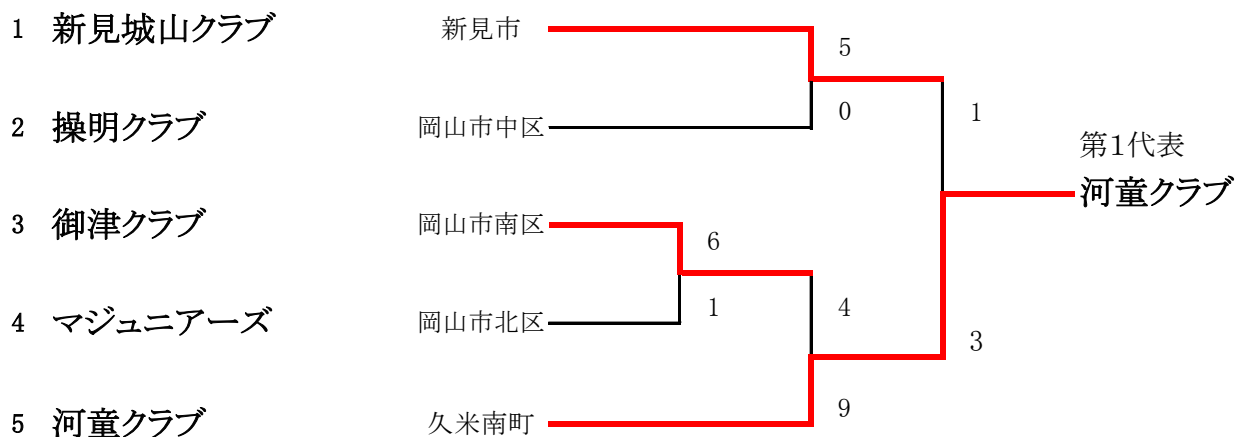 1 新見城山クラブ 新見市
5
0
1
2 操明クラブ 岡山市中区
第1代表
河童クラブ
3 御津クラブ 岡山市南区
6
1
4
4 マジュニアーズ 岡山市北区
3
9
5 河童クラブ 久米南町